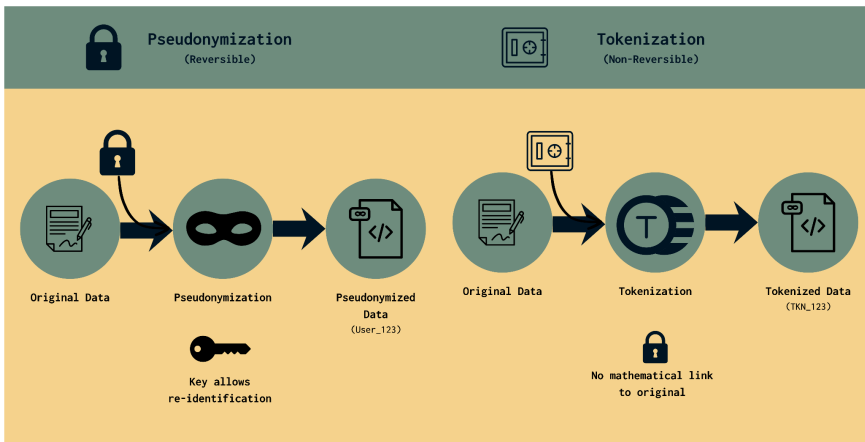 Pseudonymization
(Reversible)
Tokenization
(Non-Reversible)
Original Data
Pseudonymization
Pseudonymized
Data
(User_123)
Key allows
re-identification
Original Data
Tokenization
T
Tokenized Data
(TKN_123)
No mathematical link
to original